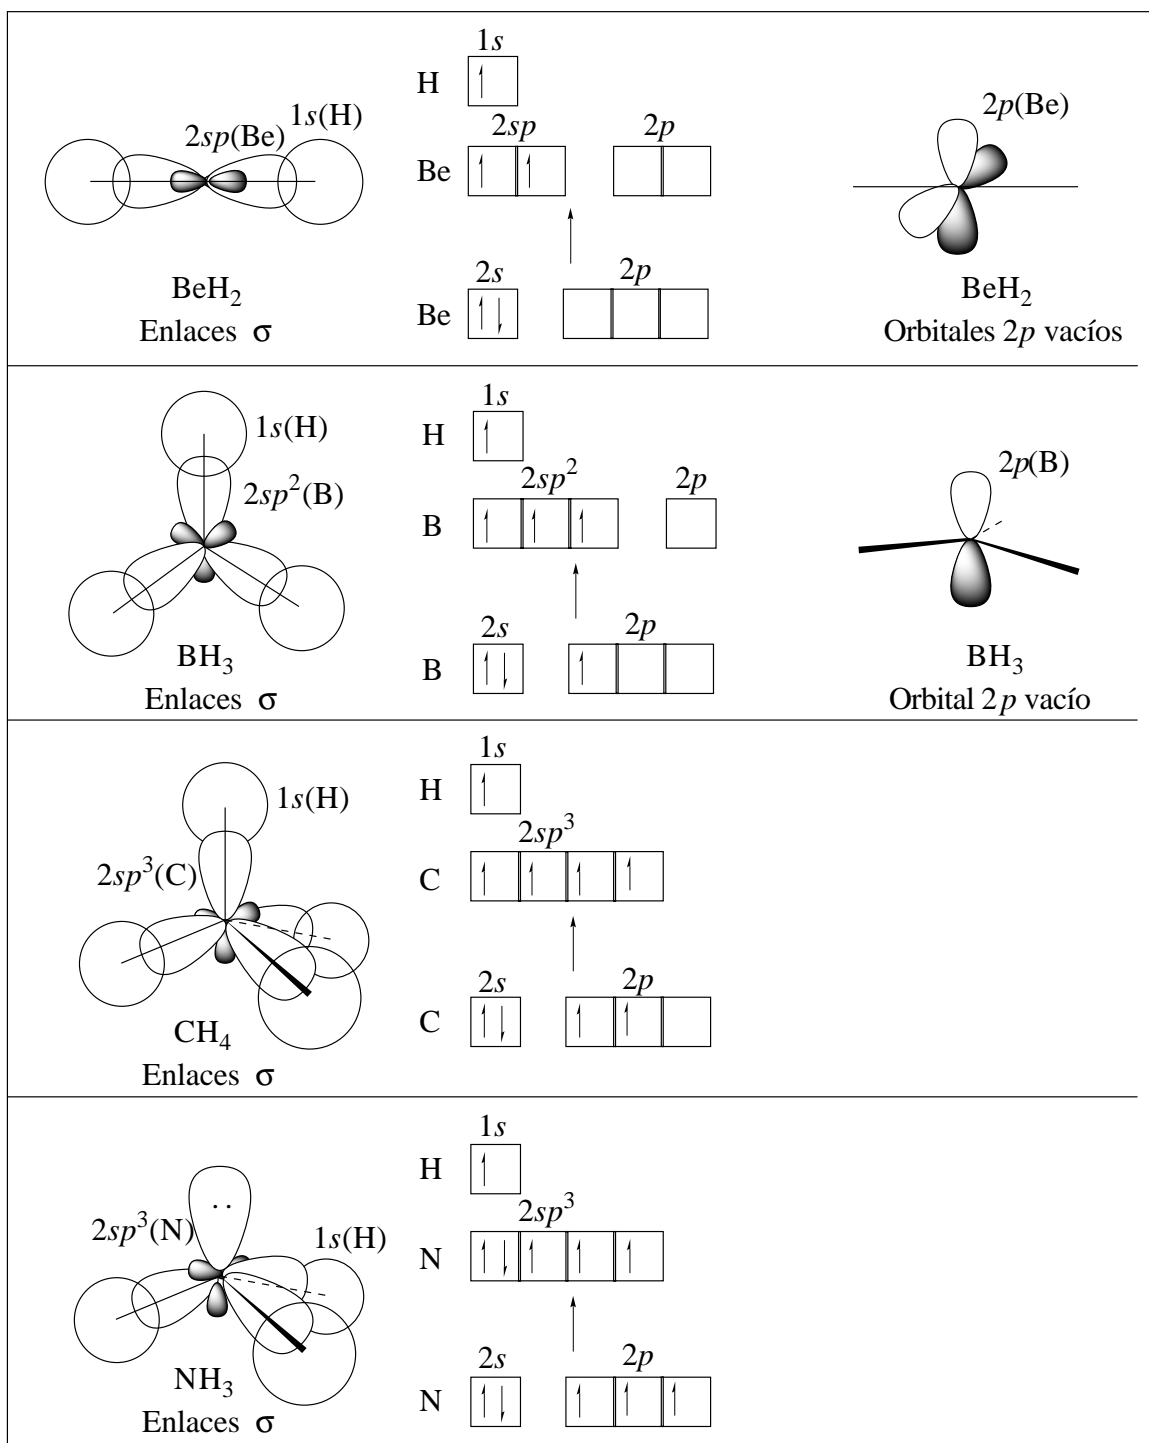 1s
H
2sp(Be) 1s(H)
2sp 2p
Be
2p(Be)
2s 2p
Be
BeH₂
Enlaces σ
BeH₂
Orbitales 2p vacíos
1s
H
1s(H)
2sp²(B)
2sp² 2p
B
2p(B)
2s 2p
B
BH₃
Enlaces σ
BH₃
Orbital 2p vacío
1s
H
1s(H)
2sp³
2sp³(C)
C
2s 2p
C
CH₄
Enlaces σ
1s
H
2sp³
2sp³(N) 1s(H)
N
2s 2p
N
NH₃
Enlaces σ